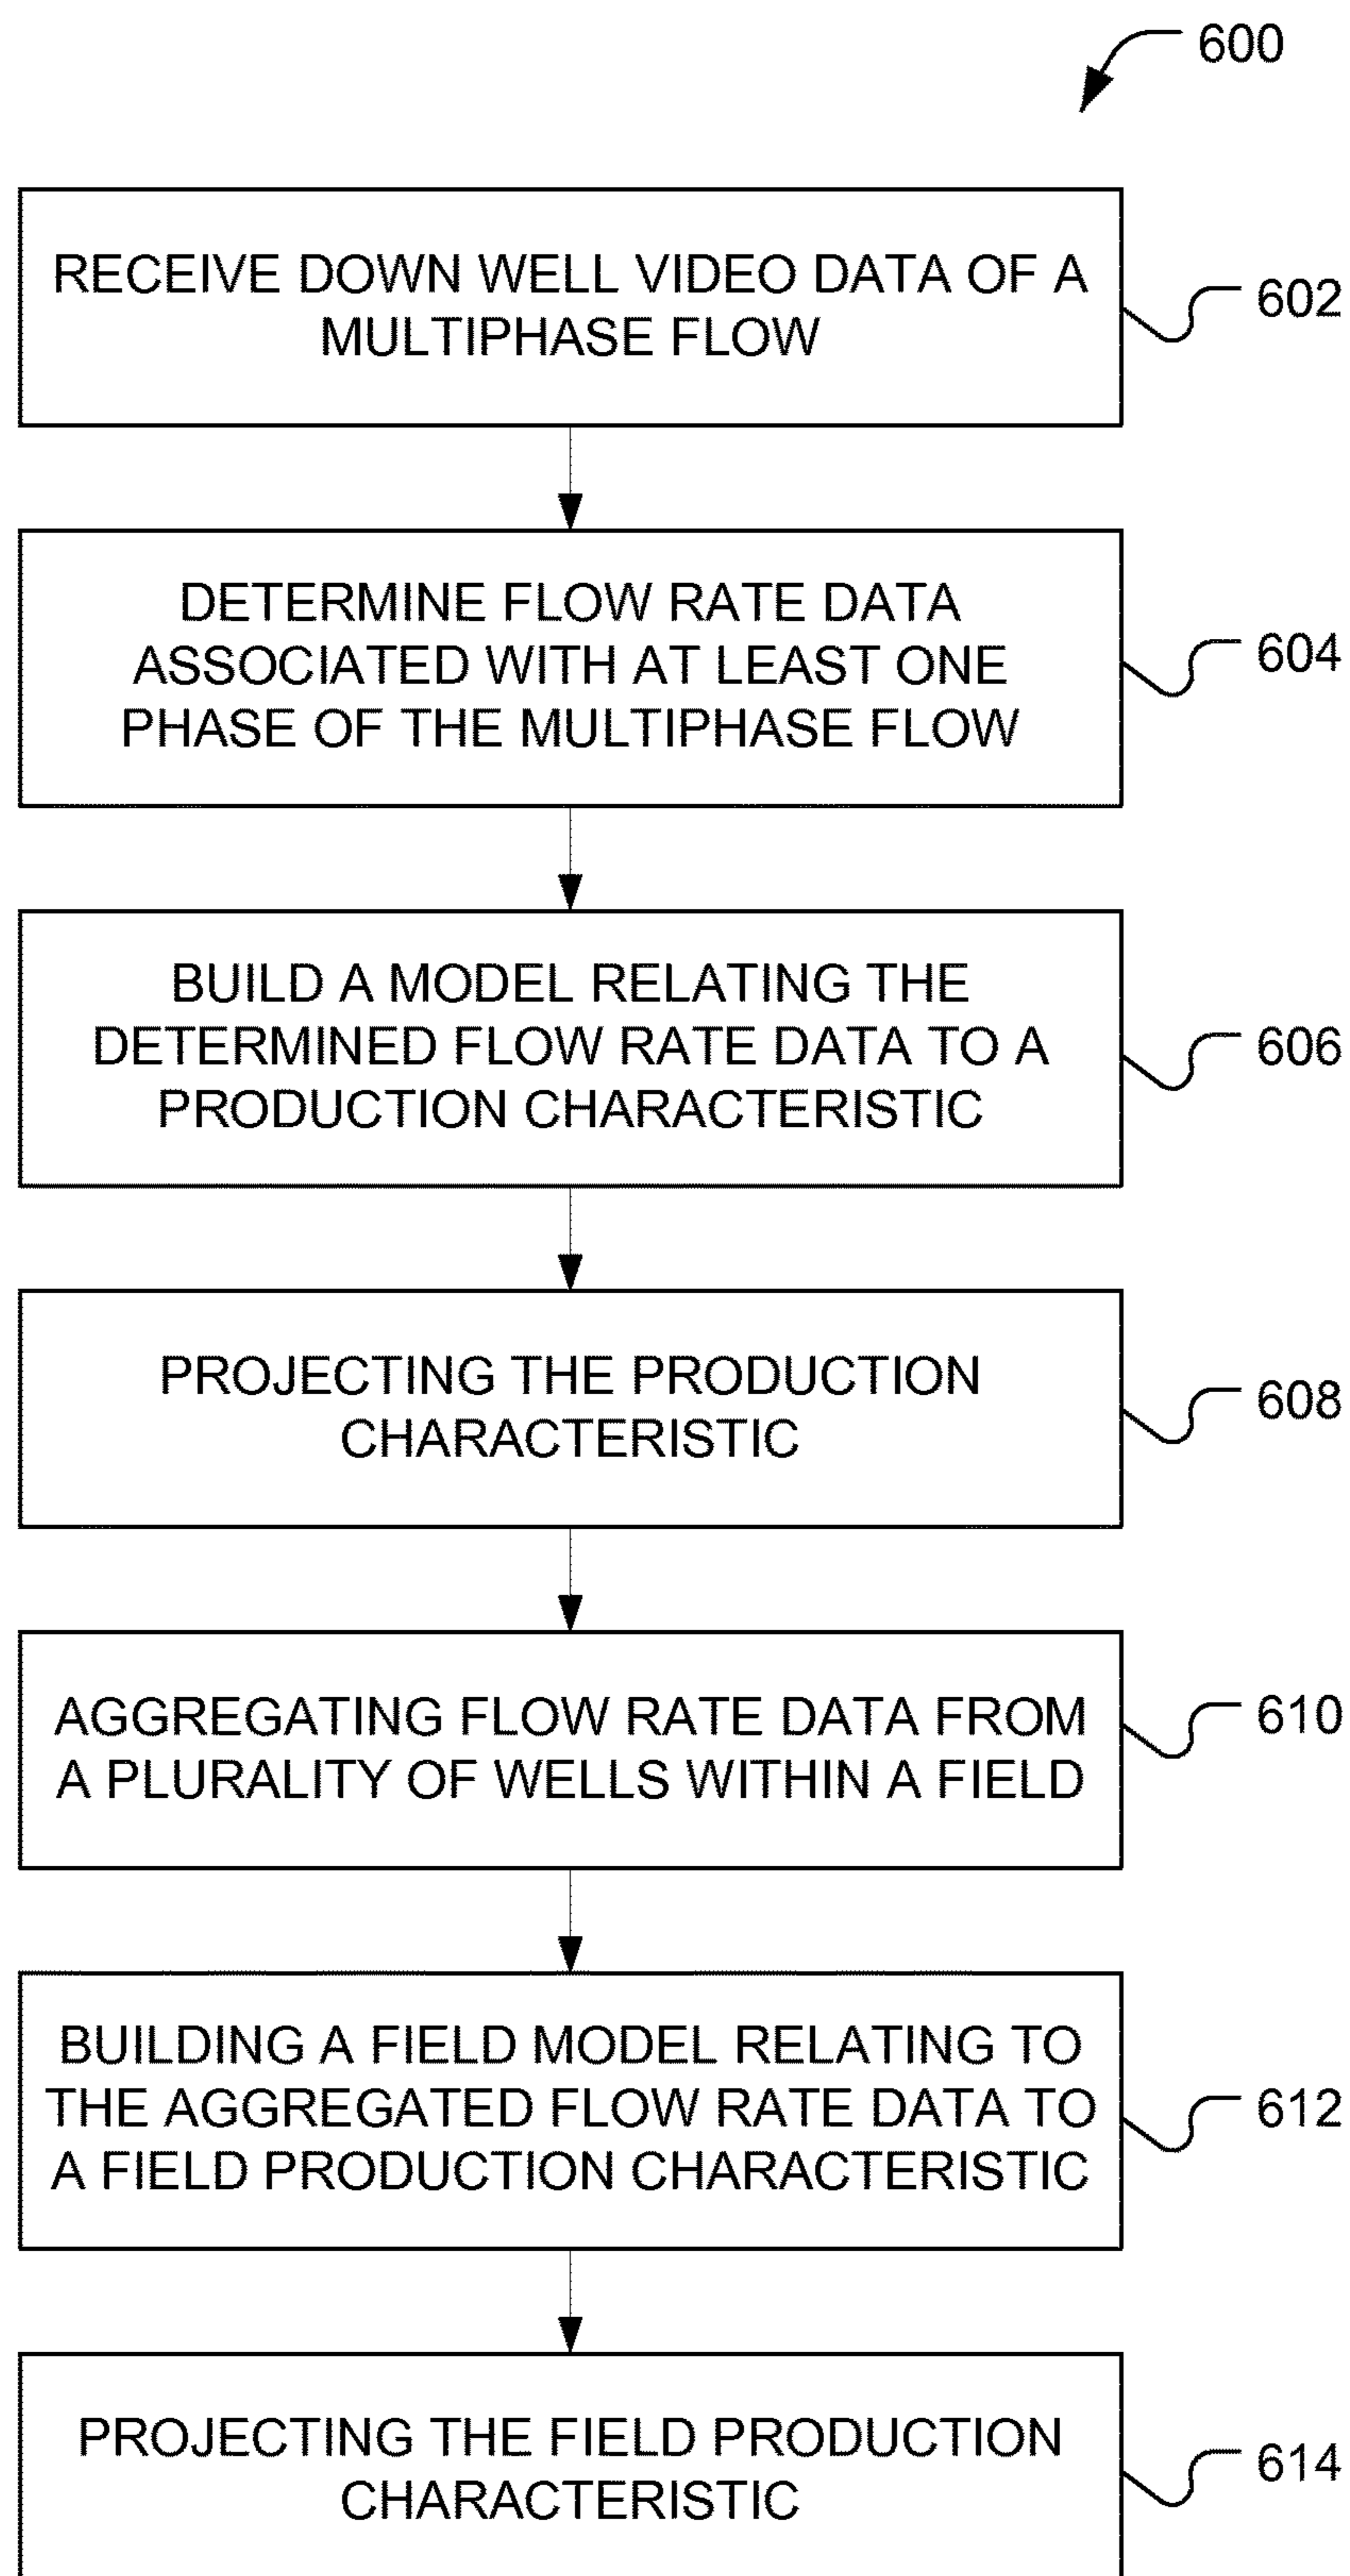 600
RECEIVE DOWN WELL VIDEO DATA OF A
MULTIPHASE FLOW
602
DETERMINE FLOW RATE DATA
ASSOCIATED WITH AT LEAST ONE
PHASE OF THE MULTIPHASE FLOW
604
BUILD A MODEL RELATING THE
DETERMINED FLOW RATE DATA TO A
PRODUCTION CHARACTERISTIC
606
PROJECTING THE PRODUCTION
CHARACTERISTIC
608
AGGREGATING FLOW RATE DATA FROM
A PLURALITY OF WELLS WITHIN A FIELD
610
BUILDING A FIELD MODEL RELATING TO
THE AGGREGATED FLOW RATE DATA TO
A FIELD PRODUCTION CHARACTERISTIC
612
PROJECTING THE FIELD PRODUCTION
CHARACTERISTIC
614